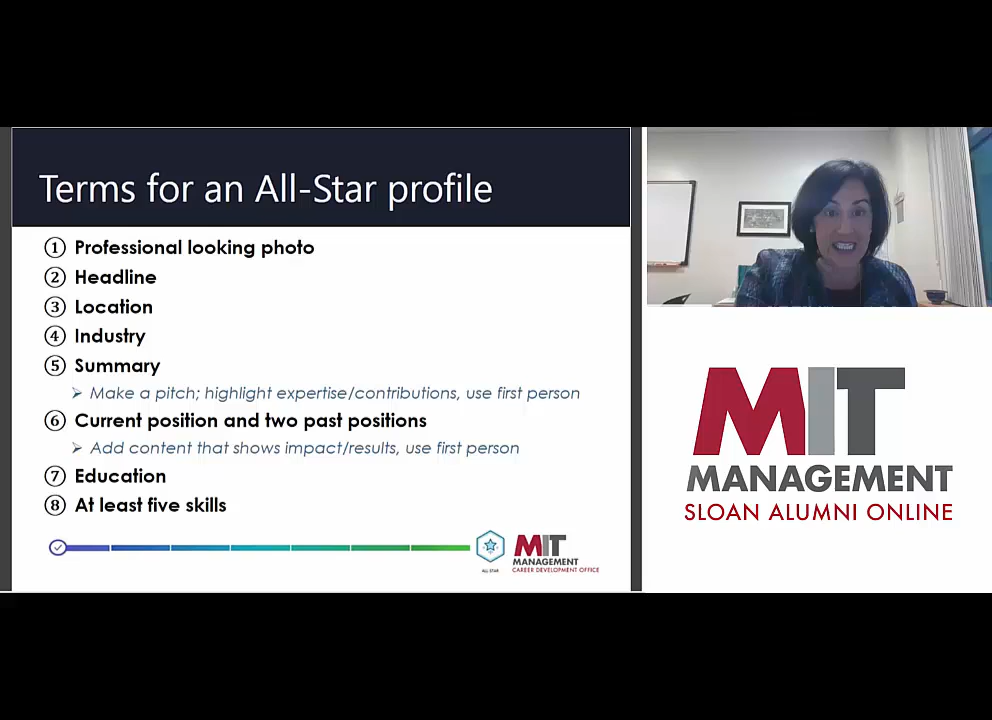 Terms for an All-Star profile
① Professional looking photo
② Headline
③ Location
④ Industry
⑤ Summary
➢ Make a pitch; highlight expertise/contributions, use first person
⑥ Current position and two past positions
➢ Add content that shows impact/results, use first person
⑦ Education
⑧ At least five skills
ALL STAR
MIT
MANAGEMENT
CAREER DEVELOPMENT OFFICE
MIT
MANAGEMENT
SLOAN ALUMNI ONLINE